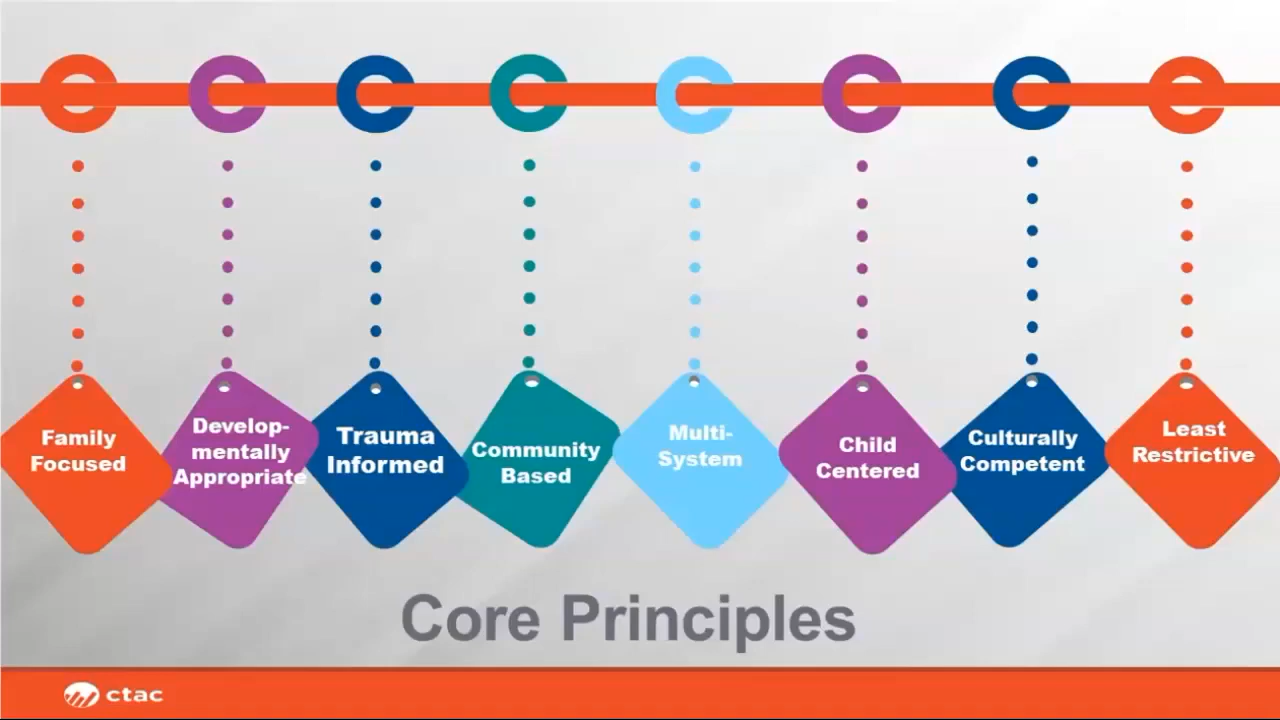 Family
Focused
Develop-
mentally
Appropriate
Trauma
Informed
Community
Based
Multi-
System
Child
Centered
Culturally
Competent
Least
Restrictive
Core Principles
ctac